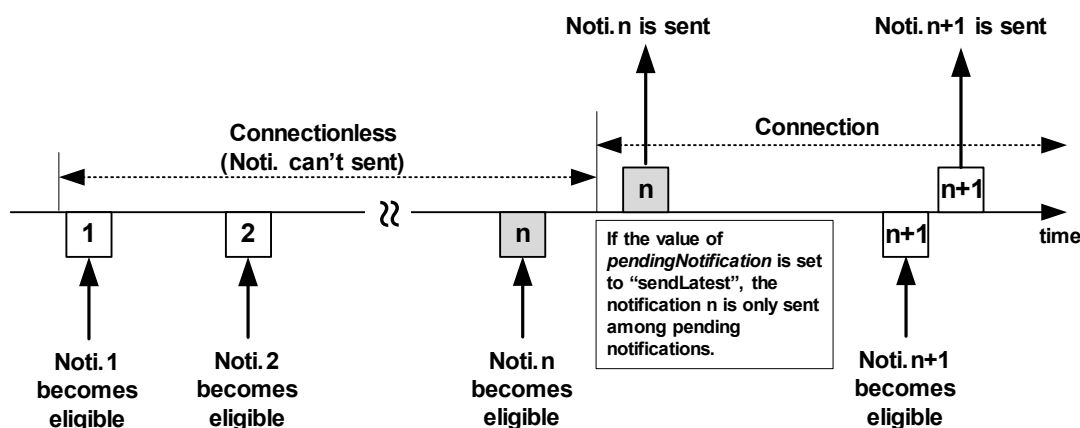 Noti.n is sent
Noti.n+1 is sent
Connectionless
(Noti. can't sent)
Connection
n
n+1
1
2
n
n+1
time
If the value of
pendingNotification is set
to “sendLatest”, the
notification n is only sent
among pending
notifications.
Noti.1
becomes
eligible
Noti.2
becomes
eligible
Noti.n
becomes
eligible
Noti.n+1
becomes
eligible